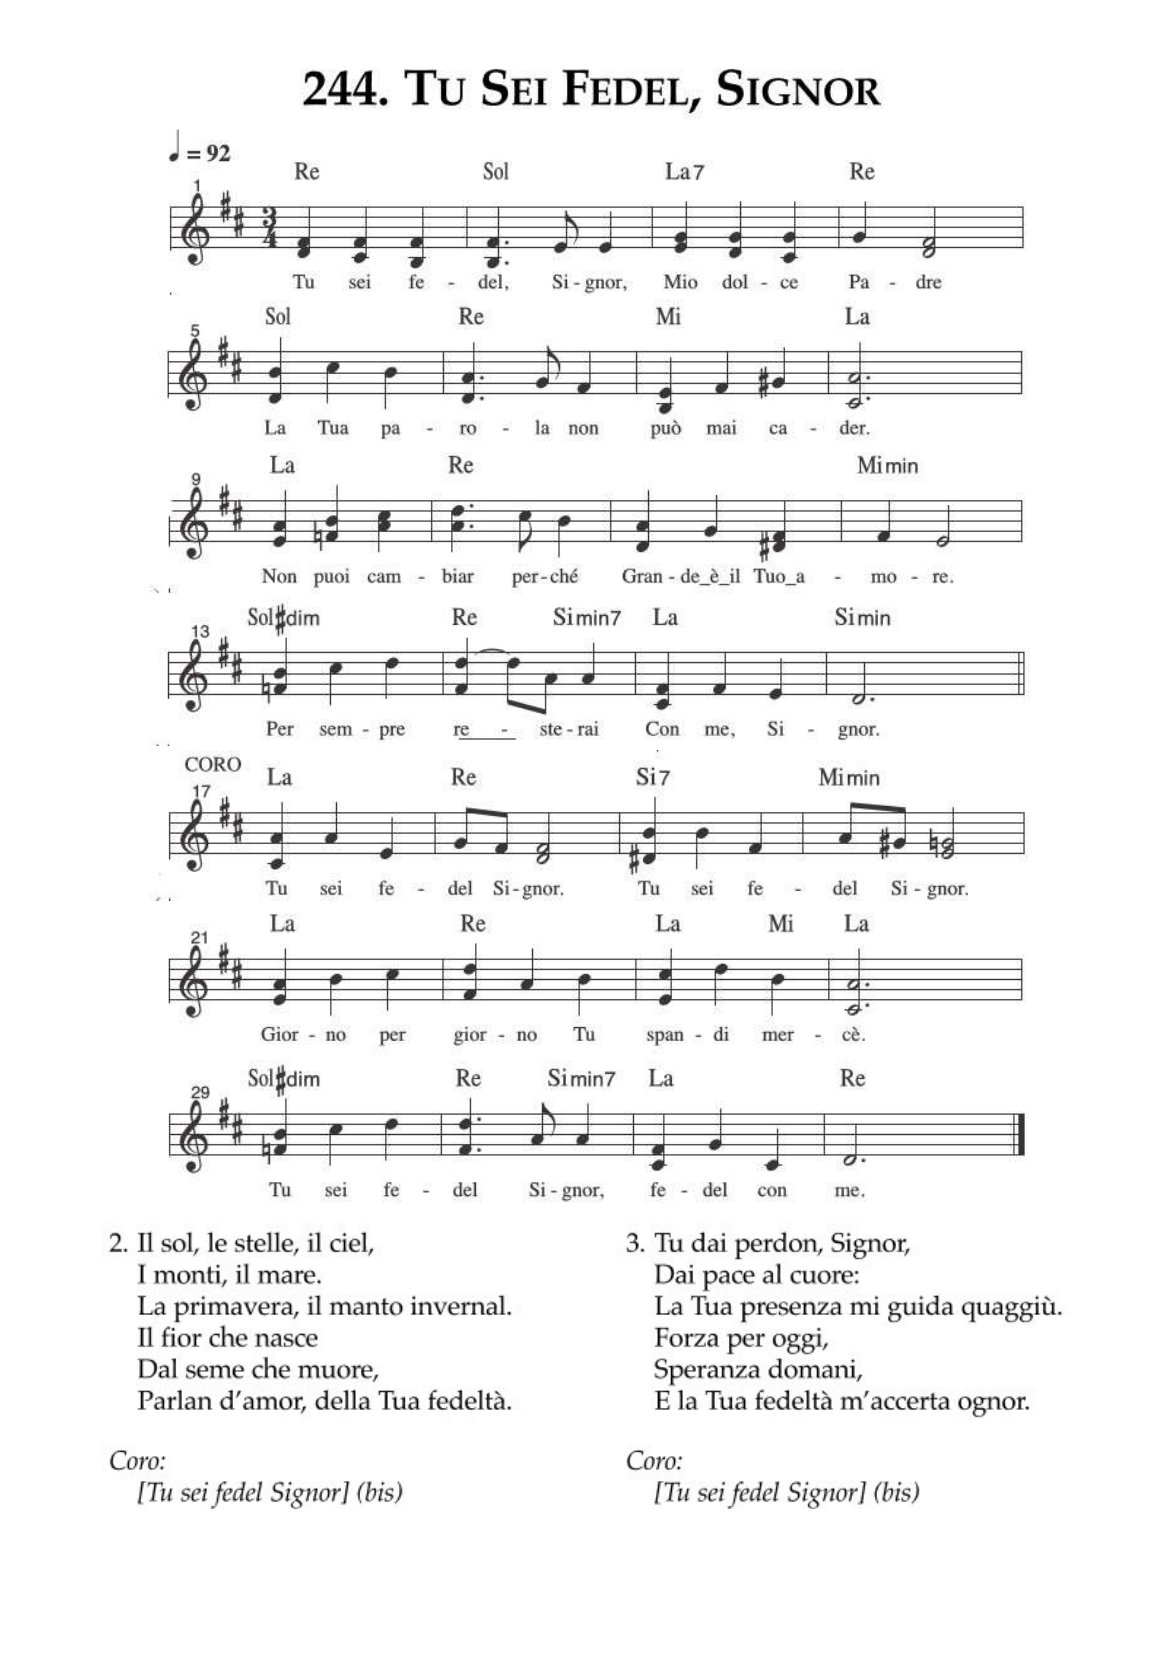 244. TU SEI FEDEL, SIGNOR
♩ = 92
Re Sol La7 Re
1
3/4
Tu sei fe - del, Si - gnor, Mio dol - ce Pa - dre
Sol Re Mi La
5
La Tua pa - ro - la non può mai ca - der.
La Re Mimin
9
Non puoi cam - biar per-ché Gran - de_è_il Tuo_a - mo - re.
Sol#dim Re Simin7 La Simin
13
Per sem - pre re - ste - rai Con me, Si - gnor.
CORO
La Re Si7 Mimin
17
Tu sei fe - del Si - gnor. Tu sei fe - del Si - gnor.
La Re La Mi La
21
Gior - no per gior - no Tu span - di mer - cè.
Sol#dim Re Simin7 La Re
29
Tu sei fe - del Si - gnor, fe - del con me.
2. Il sol, le stelle, il ciel,
I monti, il mare.
La primavera, il manto invernal.
Il fior che nasce
Dal seme che muore,
Parlan d'amor, della Tua fedeltà.
Coro:
[Tu sei fedel Signor] (bis)
3. Tu dai perdon, Signor,
Dai pace al cuore:
La Tua presenza mi guida quaggiù.
Forza per oggi,
Speranza domani,
E la Tua fedeltà m'accerta ognor.
Coro:
[Tu sei fedel Signor] (bis)